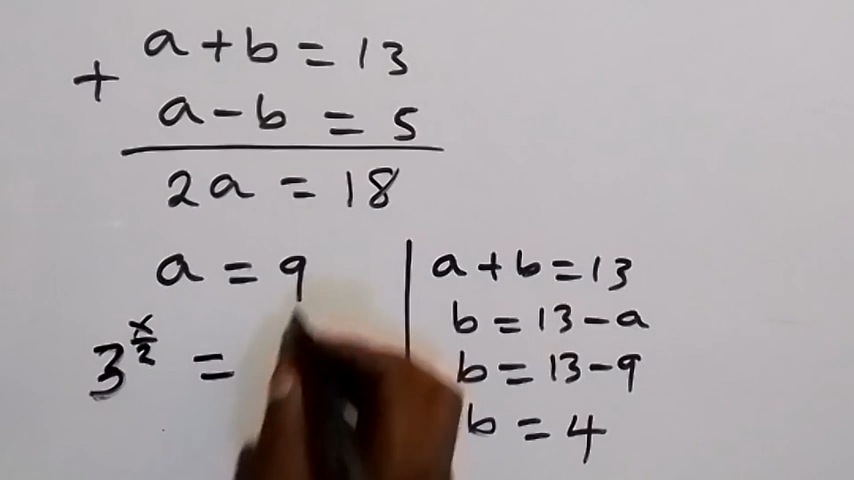 a + b = 13
+
a - b = 5
2a = 18
a = 9
3^{x/2} =
a + b = 13
b = 13 - a
b = 13 - 9
b = 4